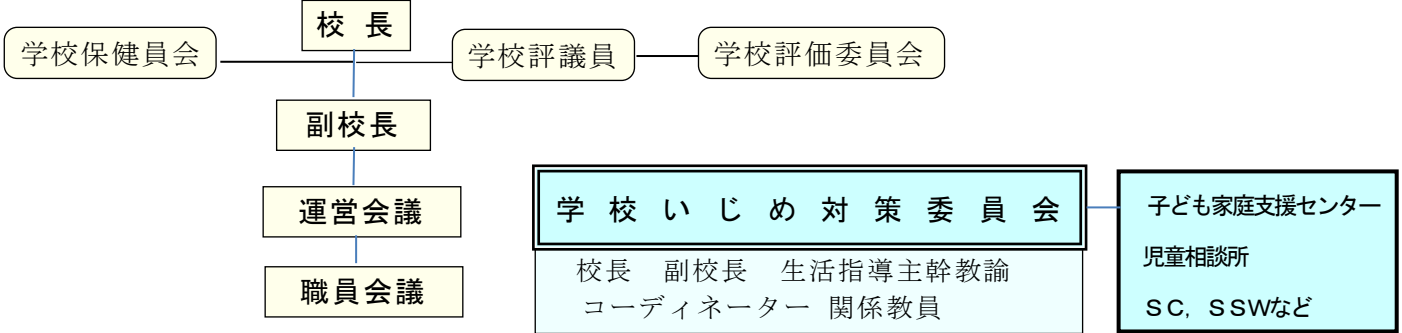 校 長
学校保健員会
学校評議員
学校評価委員会
副校長
運営会議
職員会議
学 校 い じ め 対 策 委 員 会
校長　副校長　生活指導主幹教諭
コーディネーター 関係教員
子ども家庭支援センター
児童相談所
ＳＣ，ＳＳＷなど